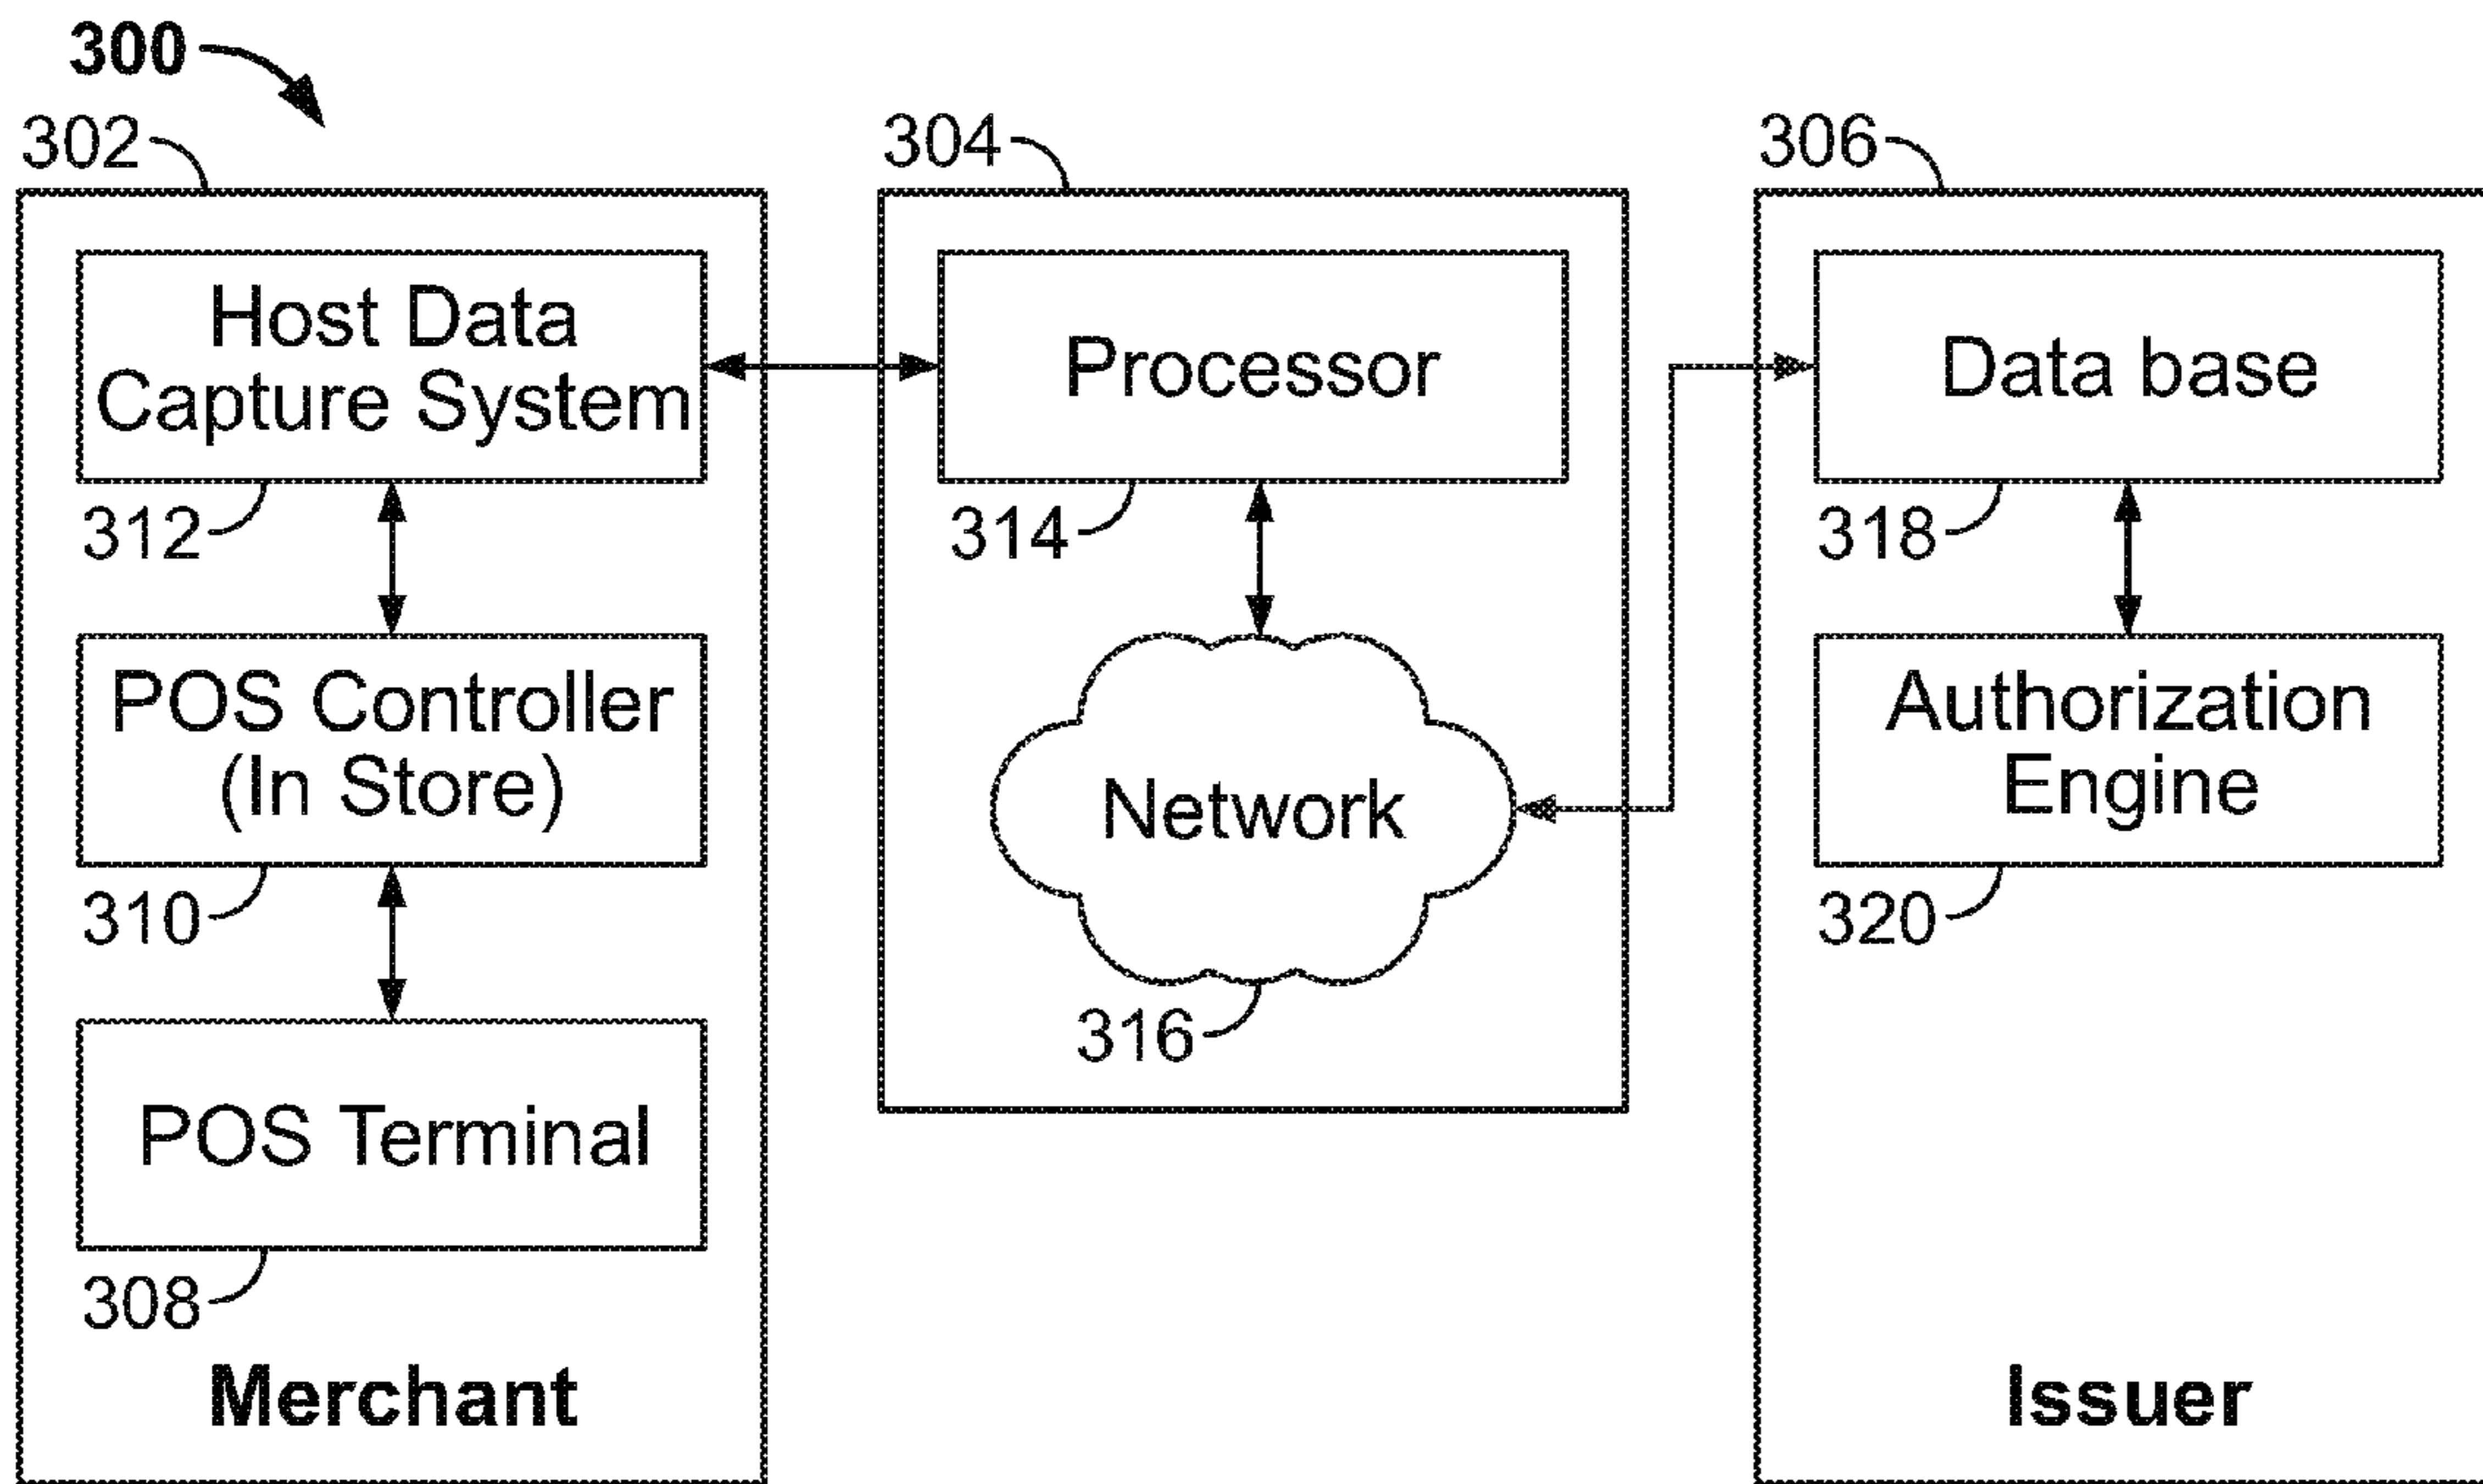 300
302
304
306
Host Data
Capture System
312
POS Controller
(In Store)
310
POS Terminal
308
Merchant
Processor
314
Network
316
Data base
318
Authorization
Engine
320
Issuer